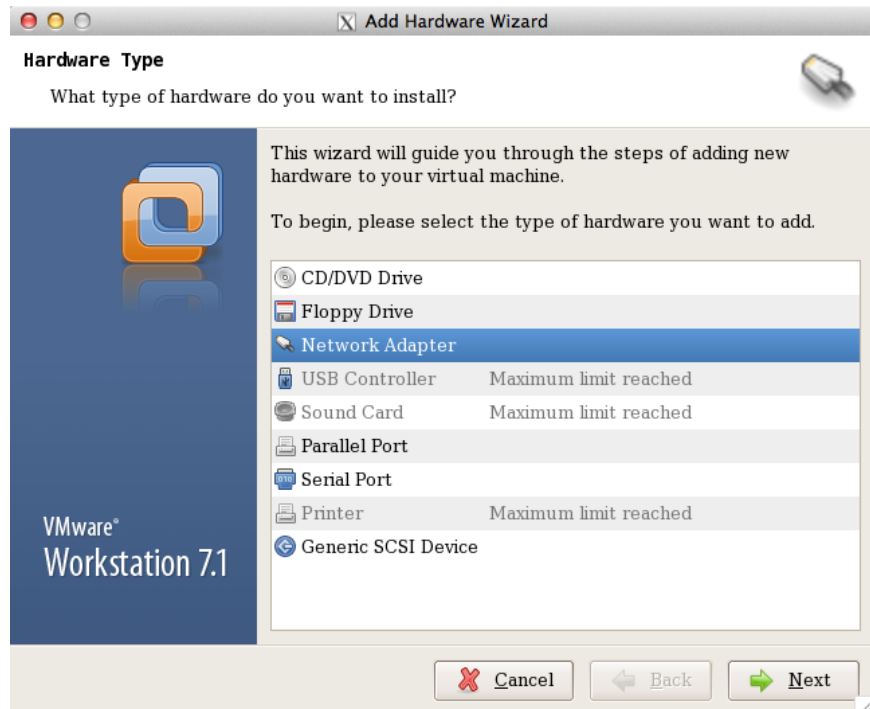 Add Hardware Wizard
Hardware Type
What type of hardware do you want to install?
This wizard will guide you through the steps of adding new
hardware to your virtual machine.
To begin, please select the type of hardware you want to add.
CD/DVD Drive
Floppy Drive
Network Adapter
USB Controller Maximum limit reached
Sound Card Maximum limit reached
Parallel Port
Serial Port
Printer Maximum limit reached
Generic SCSI Device
VMware®
Workstation 7.1
Cancel Back Next